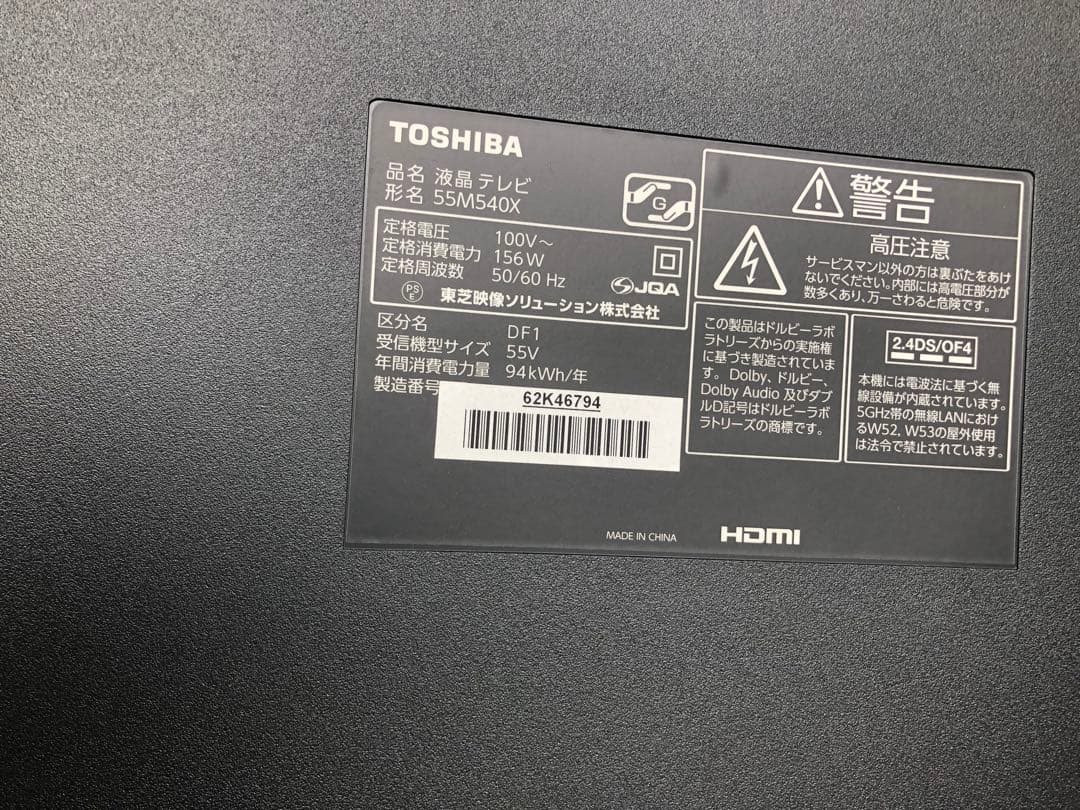 TOSHIBA
品名 液晶 テレビ
形名 55M540X
G
定格電圧 100V～
定格消費電力 156W
定格周波数 50/60 Hz
JQA
PS
E
東芝映像ソリューション株式会社
区分名 DF1
受信機型サイズ 55V
年間消費電力量 94kWh/年
製造番号
62K46794
警告
高圧注意
サービスマン以外の方は裏ぶたをあけ
ないでください。内部には高電圧部分が
数多くあり、万一さわると危険です。
この製品はドルビーラボ
ラトリーズからの実施権
に基づき製造されていま
す。Dolby、ドルビー、
Dolby Audio 及びダブ
ルD記号はドルビーラボ
ラトリーズの商標です。
2.4DS/OF4
本機には電波法に基づく無
線設備が内蔵されています。
5GHz帯の無線LANにおけ
るW52, W53の屋外使用
は法令で禁止されています。
MADE IN CHINA
HDMI